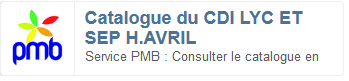 pmb
Catalogue du CDI LYC ET
SEP H.AVRIL
Service PMB : Consulter le catalogue en